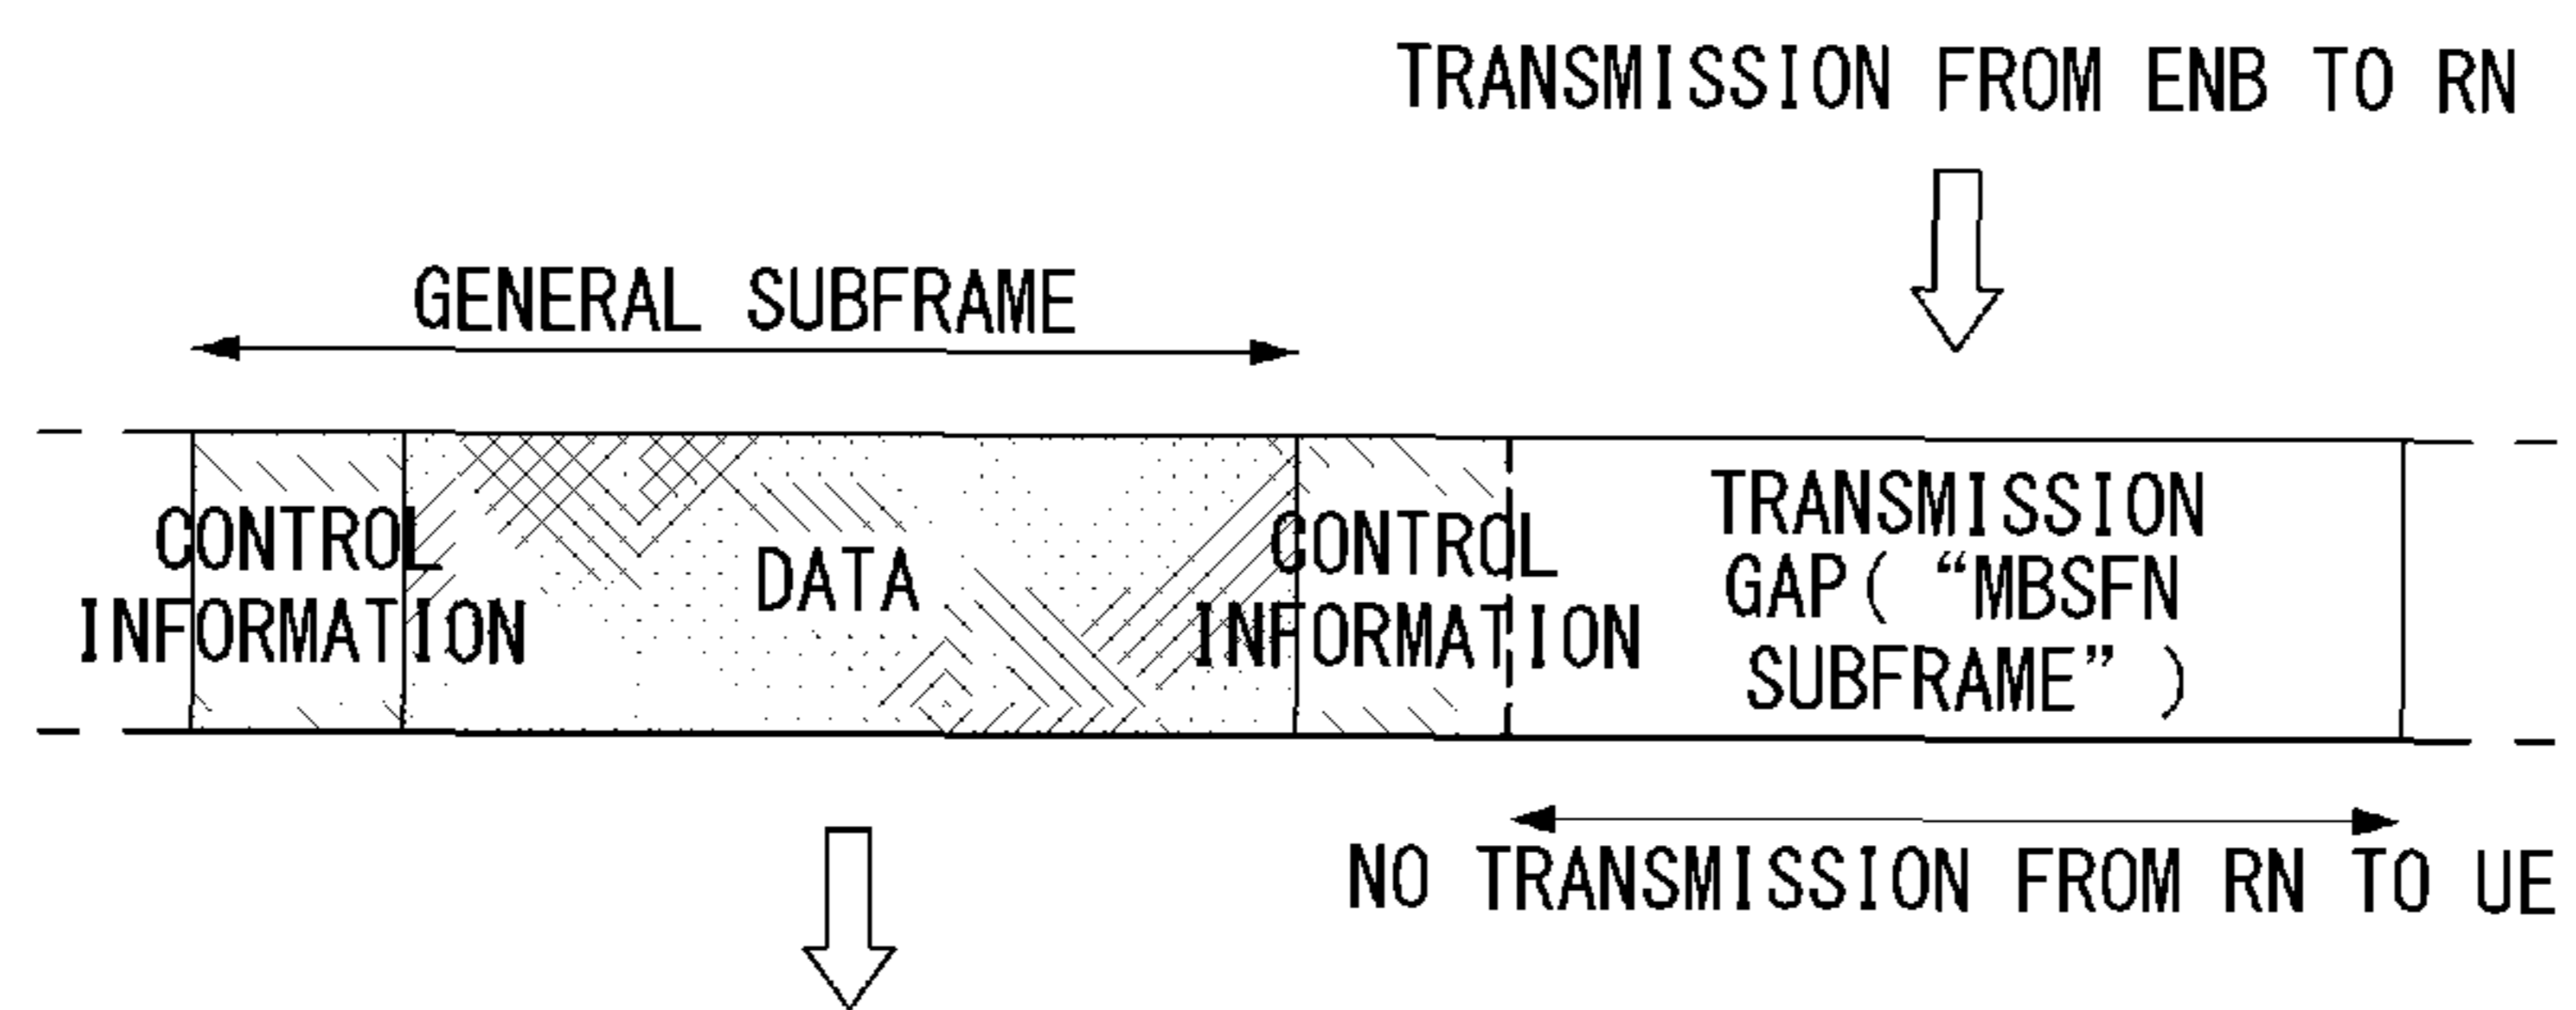 TRANSMISSION FROM ENB TO RN
GENERAL SUBFRAME
CONTROL
INFORMATION
DATA
CONTROL
INFORMATION
TRANSMISSION
GAP( “MBSFN
SUBFRAME” )
NO TRANSMISSION FROM RN TO UE